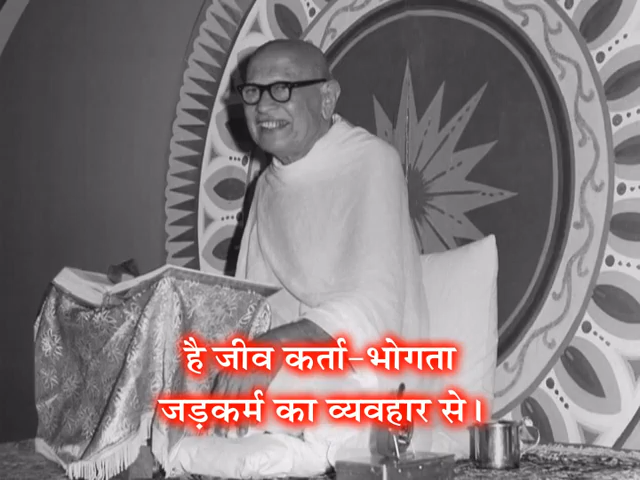 है जीव कर्ता-भोगता
जड़कर्म का व्यवहार से।